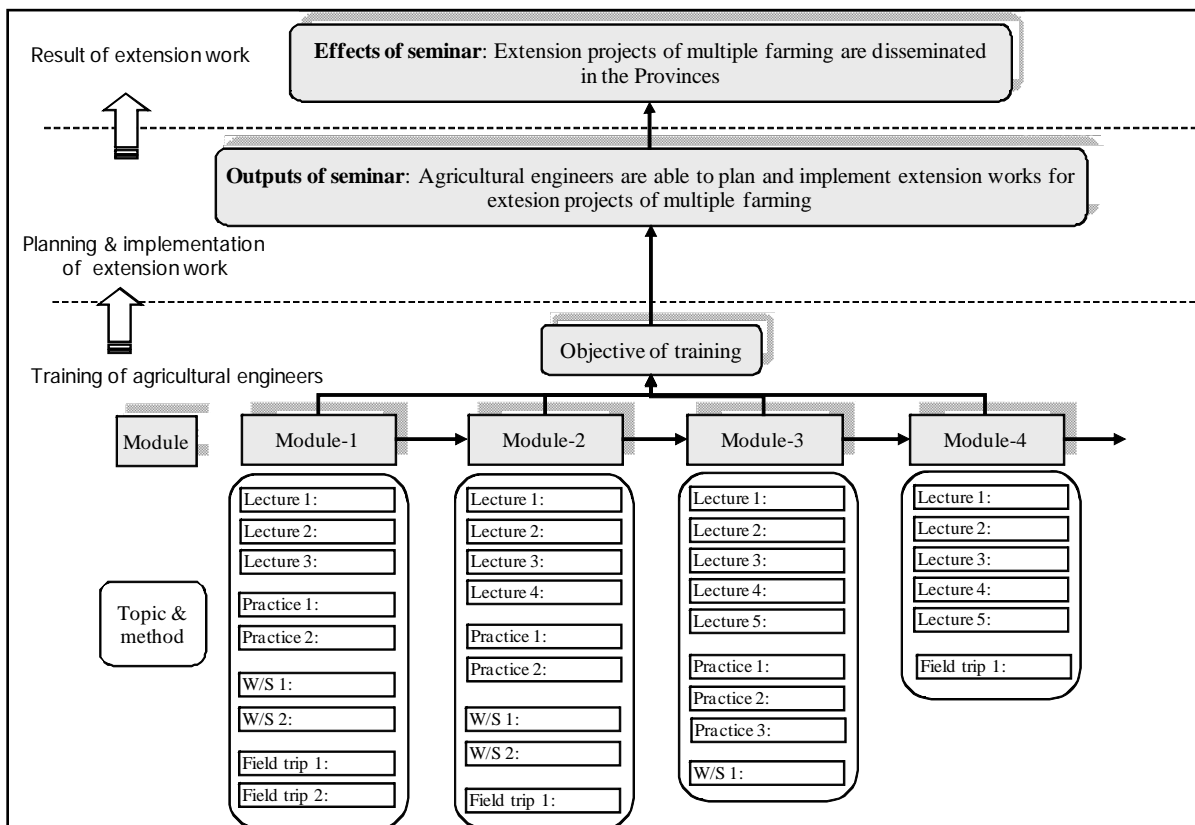 Result of extension work
Effects of seminar: Extension projects of multiple farming are disseminated
in the Provinces
Outputs of seminar: Agricultural engineers are able to plan and implement extension works for
extesion projects of multiple farming
Planning & implementation
of extension work
Objective of training
Training of agricultural engineers
Module
Module-1
Module-2
Module-3
Module-4
Topic &
method
Lecture 1:
Lecture 2:
Lecture 3:
Practice 1:
Practice 2:
W/S 1:
W/S 2:
Field trip 1:
Field trip 2:
Lecture 1:
Lecture 2:
Lecture 3:
Lecture 4:
Practice 1:
Practice 2:
W/S 1:
W/S 2:
Field trip 1:
Lecture 1:
Lecture 2:
Lecture 3:
Lecture 4:
Lecture 5:
Practice 1:
Practice 2:
Practice 3:
W/S 1:
Lecture 1:
Lecture 2:
Lecture 3:
Lecture 4:
Lecture 5:
Field trip 1: